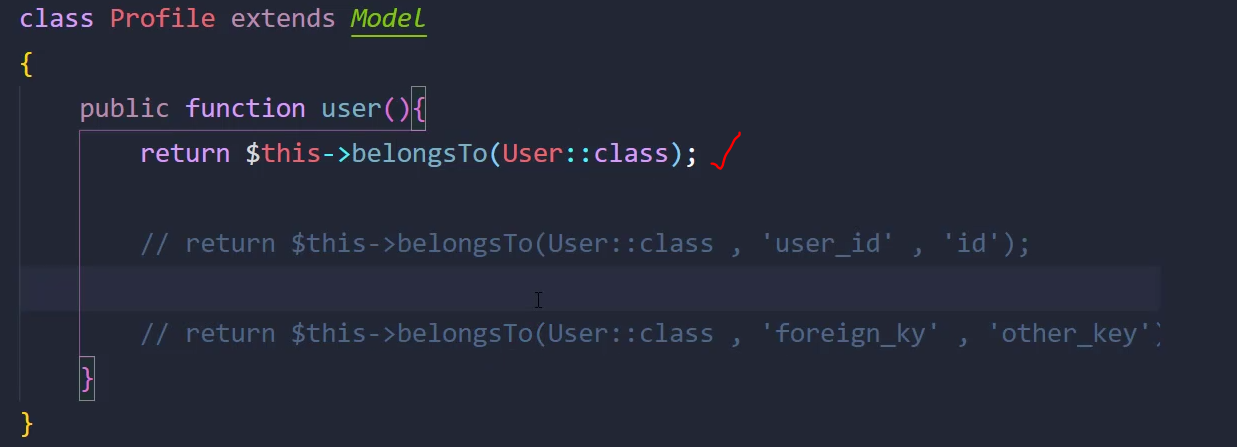 class Profile extends Model
{
public function user(){
return $this->belongsTo(User::class);
// return $this->belongsTo(User::class , 'user_id' , 'id');
// return $this->belongsTo(User::class , 'foreign_ky' , 'other_key')
}
}